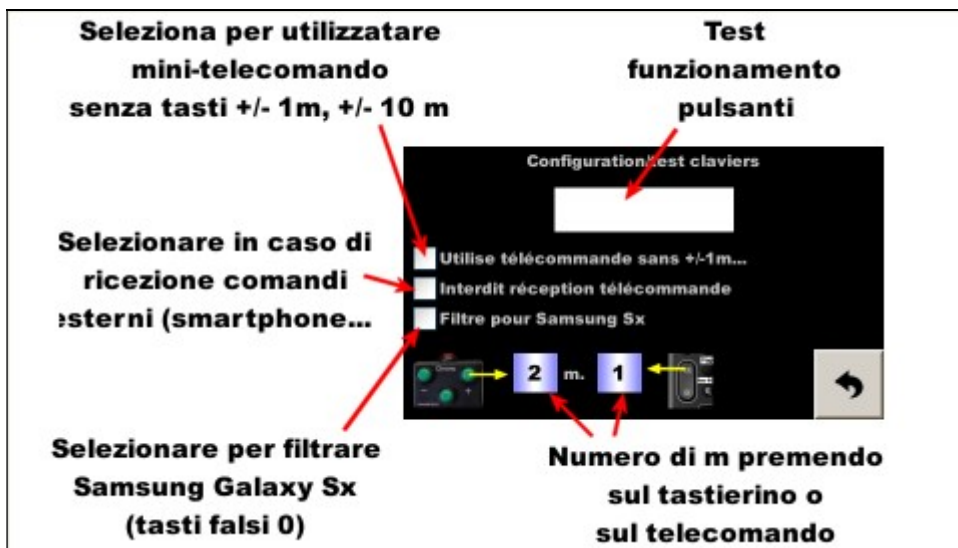 Seleziona per utilizzatare
mini-telecomando
senza tasti +/- 1m, +/- 10 m
Test
funzionamento
pulsanti
Configuration/test claviers
Selezionare in caso di
ricezione comandi
esterni (smartphone...
Utilise télécommande sans +/-1m...
Interdit réception télécommande
Filtre pour Samsung Sx
2 m. 1
Selezionare per filtrare
Samsung Galaxy Sx
(tasti falsi 0)
Numero di m premendo
sul tastierino o
sul telecomando